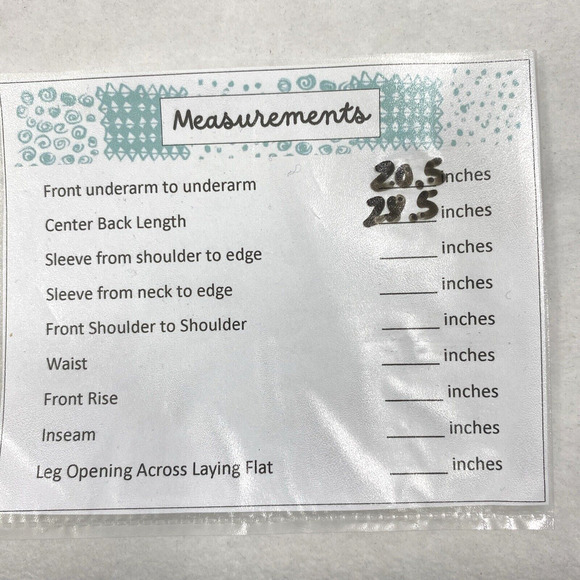 Measurements
Front underarm to underarm 20.5 inches
Center Back Length 28.5 inches
Sleeve from shoulder to edge ______ inches
Sleeve from neck to edge ______ inches
Front Shoulder to Shoulder ______ inches
Waist ______ inches
Front Rise ______ inches
Inseam ______ inches
Leg Opening Across Laying Flat ______ inches